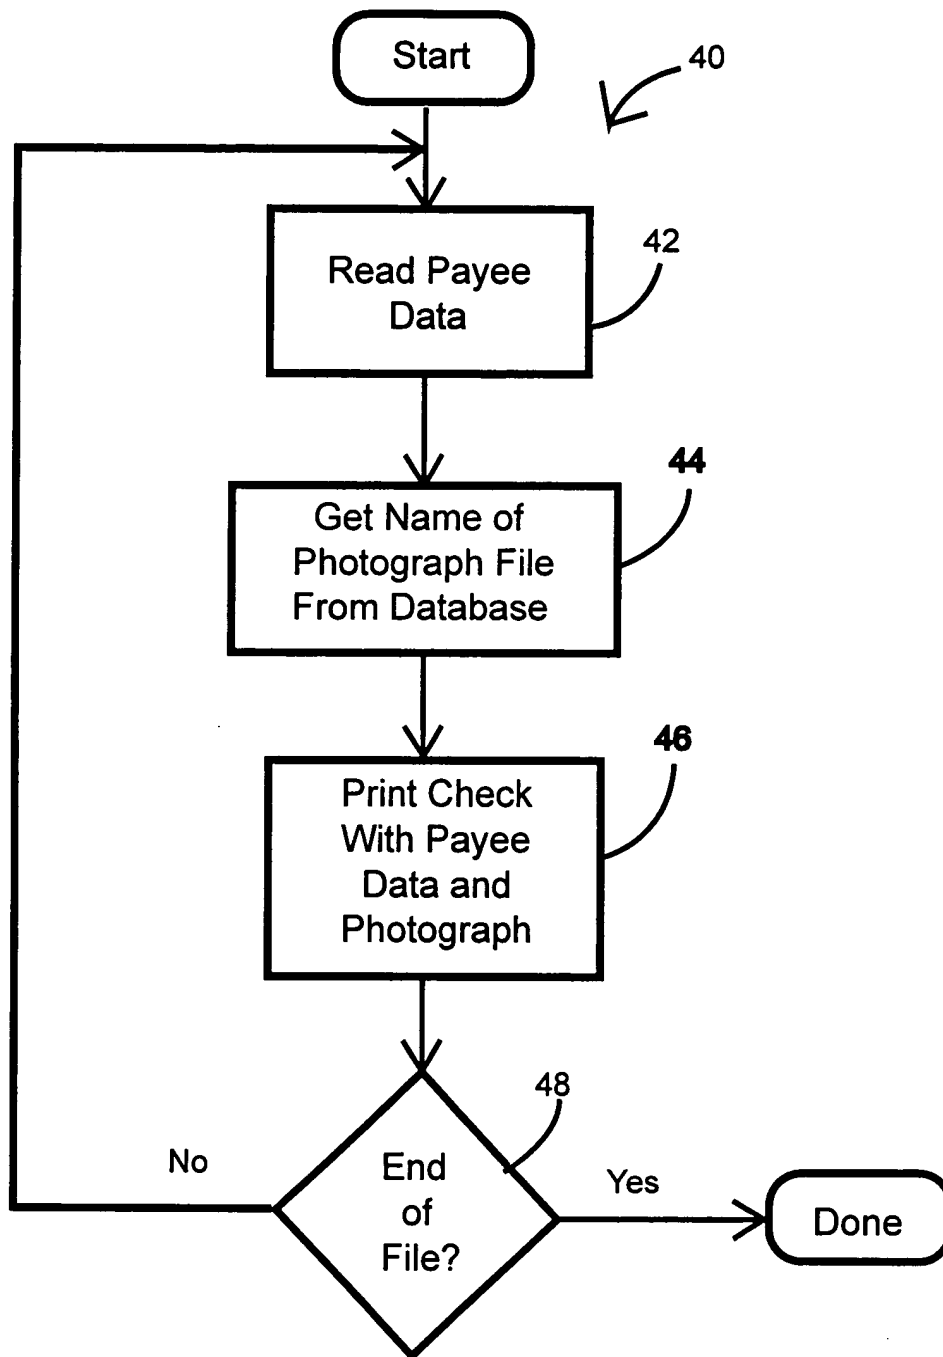 Start
40
Read Payee
Data
42
Get Name of
Photograph File
From Database
44
Print Check
With Payee
Data and
Photograph
46
End
of
File?
48
No
Yes
Done